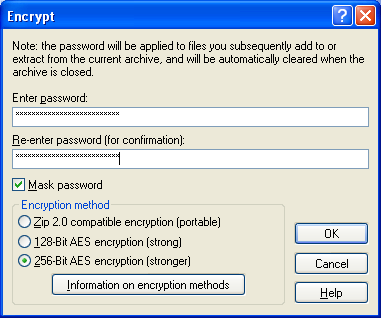 Encrypt
Note: the password will be applied to files you subsequently add to or
extract from the current archive, and will be automatically cleared when the
archive is closed.
Enter password:
**************************
Re-enter password (for confirmation):
**************************
Mask password
Encryption method
Zip 2.0 compatible encryption (portable)
128-Bit AES encryption (strong)
256-Bit AES encryption (stronger)
Information on encryption methods
OK
Cancel
Help